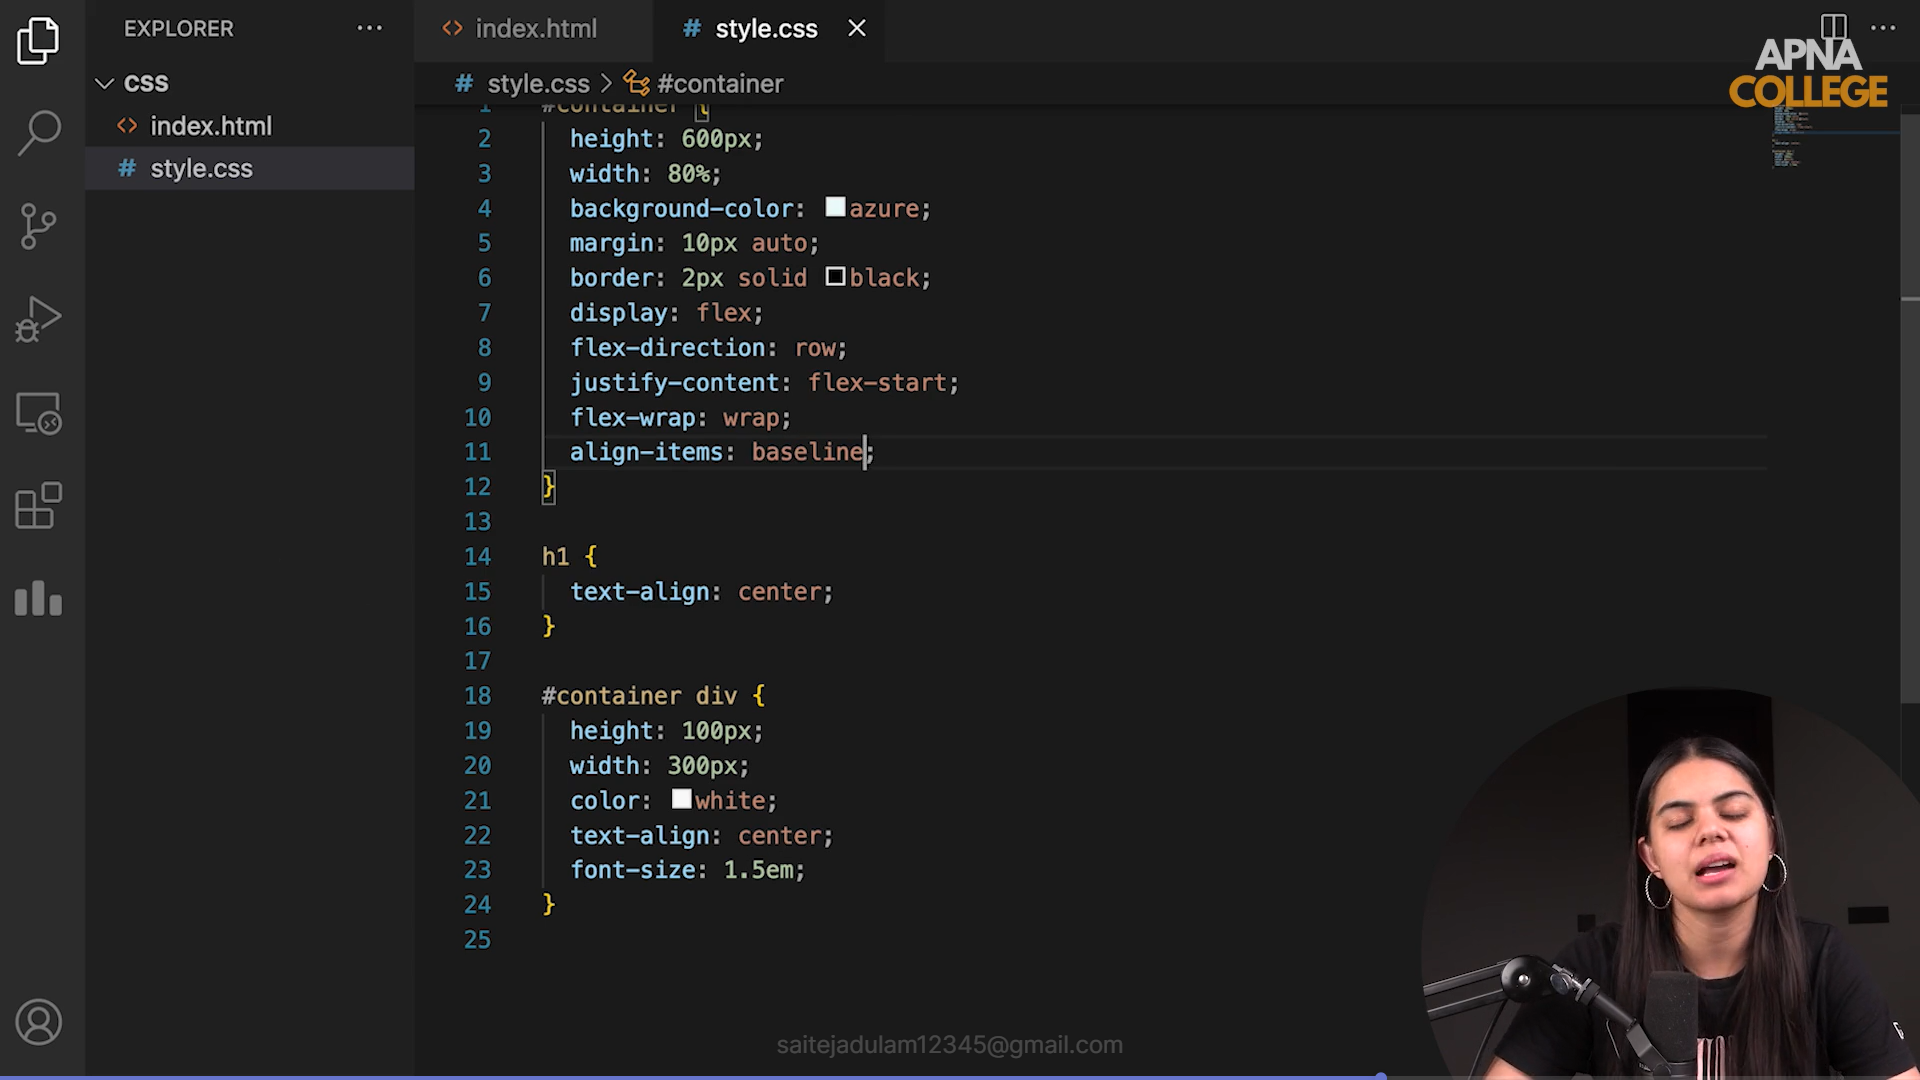 EXPLORER
index.html
style.css
APNA
COLLEGE
CSS
style.css > #container
index.html
style.css
1 #container {
2 height: 600px;
3 width: 80%;
4 background-color: azure;
5 margin: 10px auto;
6 border: 2px solid black;
7 display: flex;
8 flex-direction: row;
9 justify-content: flex-start;
10 flex-wrap: wrap;
11 align-items: baseline;
12 }
13
14 h1 {
15 text-align: center;
16 }
17
18 #container div {
19 height: 100px;
20 width: 300px;
21 color: white;
22 text-align: center;
23 font-size: 1.5em;
24 }
25
saitejadulam12345@gmail.com